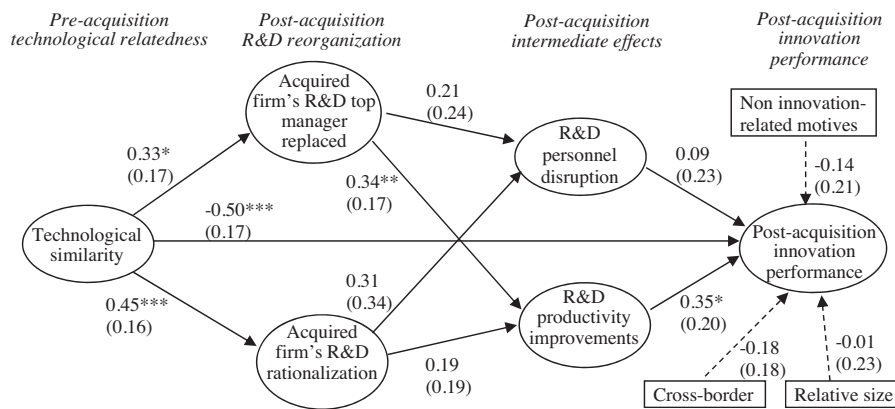 Pre-acquisition
technological relatedness
Post-acquisition
R&D reorganization
Post-acquisition
intermediate effects
Post-acquisition
innovation
performance
Acquired
firm's R&D top
manager
replaced
0.21
(0.24)
Non innovation-
related motives
R&D
personnel
disruption
0.33*
(0.17)
0.34**
(0.17)
0.09
(0.23)
-0.14
(0.21)
-0.50***
(0.17)
Technological
similarity
Post-acquisition
innovation
performance
0.45***
(0.16)
0.31
(0.34)
R&D
productivity
improvements
0.35*
(0.20)
Acquired
firm's R&D
rationalization
0.19
(0.19)
-0.18
(0.18)
-0.01
(0.23)
Cross-border
Relative size